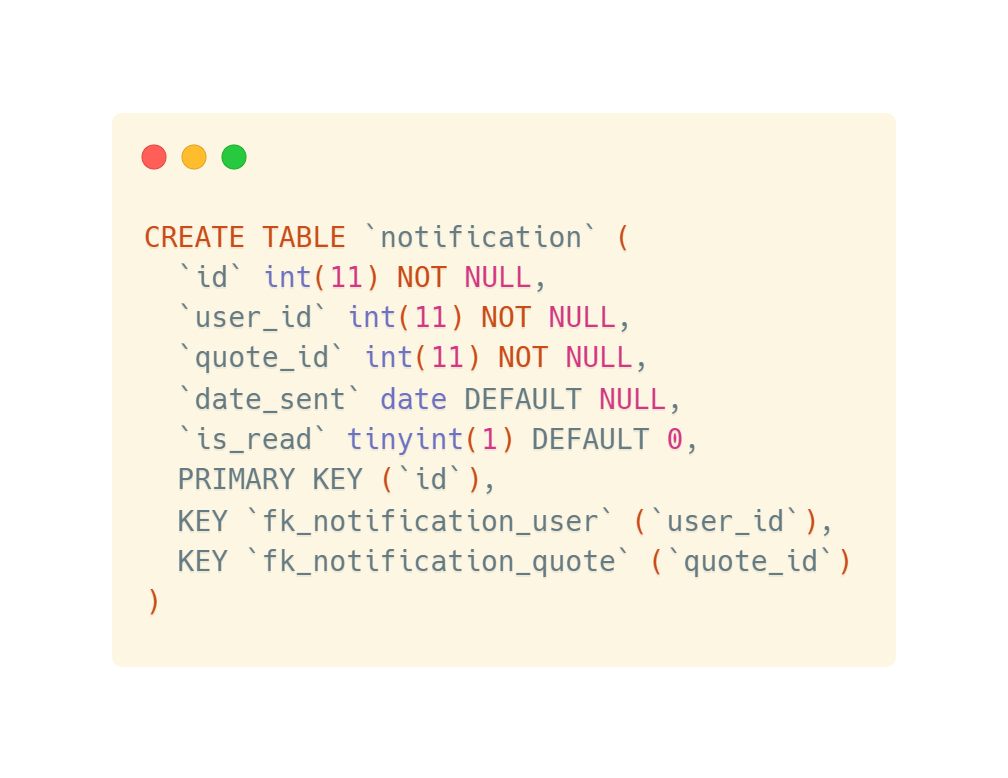 CREATE TABLE `notification` (
  `id` int(11) NOT NULL,
  `user_id` int(11) NOT NULL,
  `quote_id` int(11) NOT NULL,
  `date_sent` date DEFAULT NULL,
  `is_read` tinyint(1) DEFAULT 0,
  PRIMARY KEY (`id`),
  KEY `fk_notification_user` (`user_id`),
  KEY `fk_notification_quote` (`quote_id`)
)